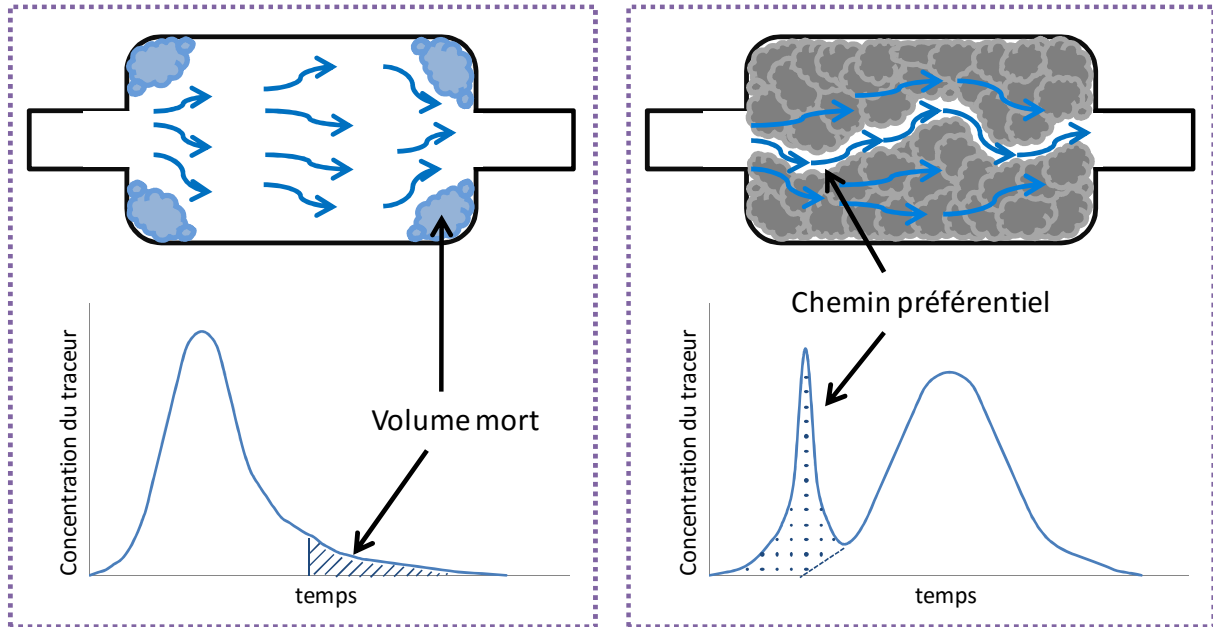 Volume mort
Concentration du traceur
temps
Chemin préférentiel
Concentration du traceur
temps